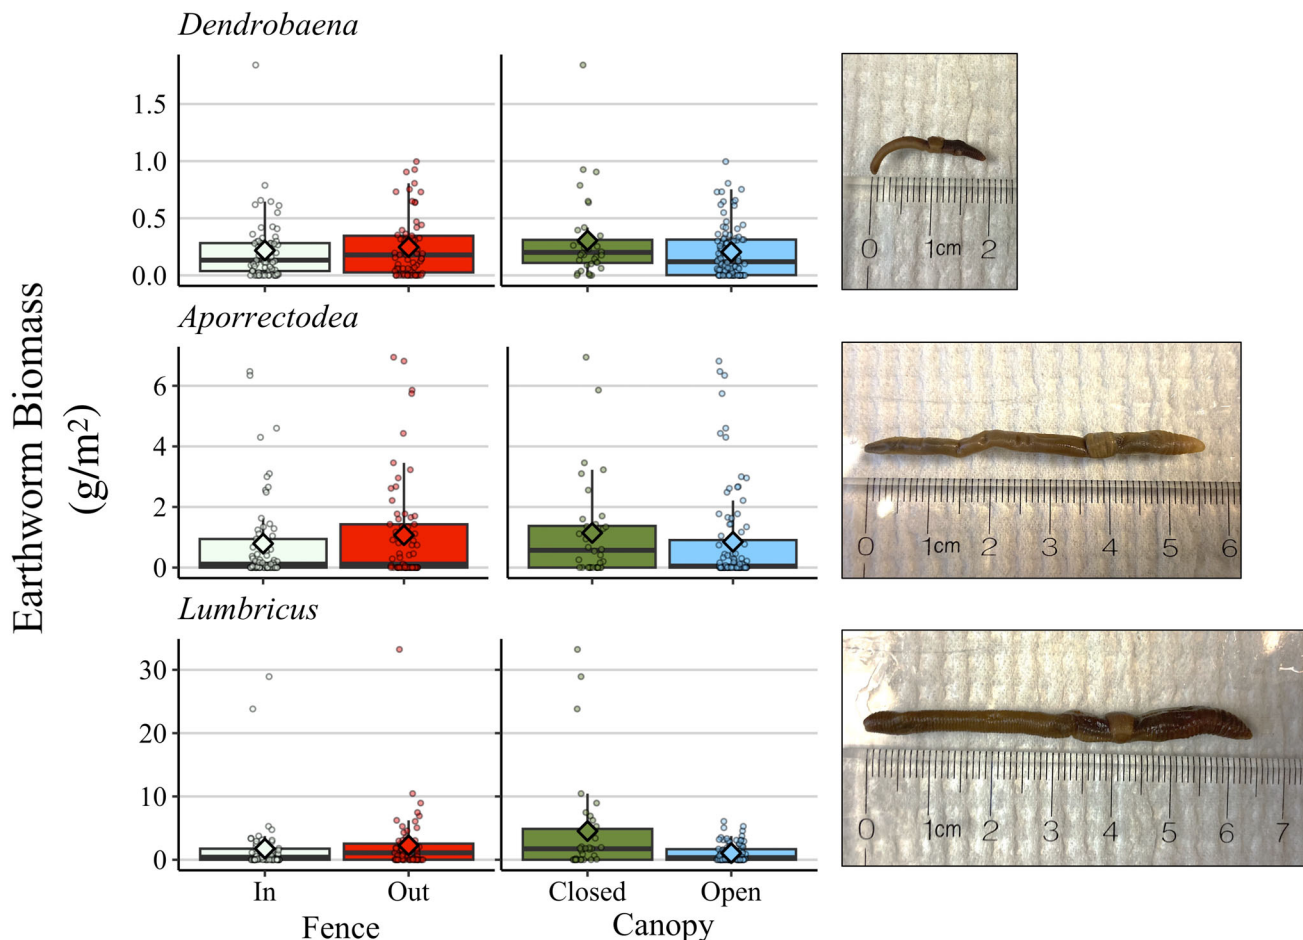 Dendrobaena
1.5
1.0
0.5
0.0
0 1cm 2
Earthworm Biomass
(g/m²)
Aporrectodea
6
4
2
0
0 1cm 2 3 4 5 6
Lumbricus
30
20
10
0
0 1cm 2 3 4 5 6 7
In Out Closed Open
Fence Canopy